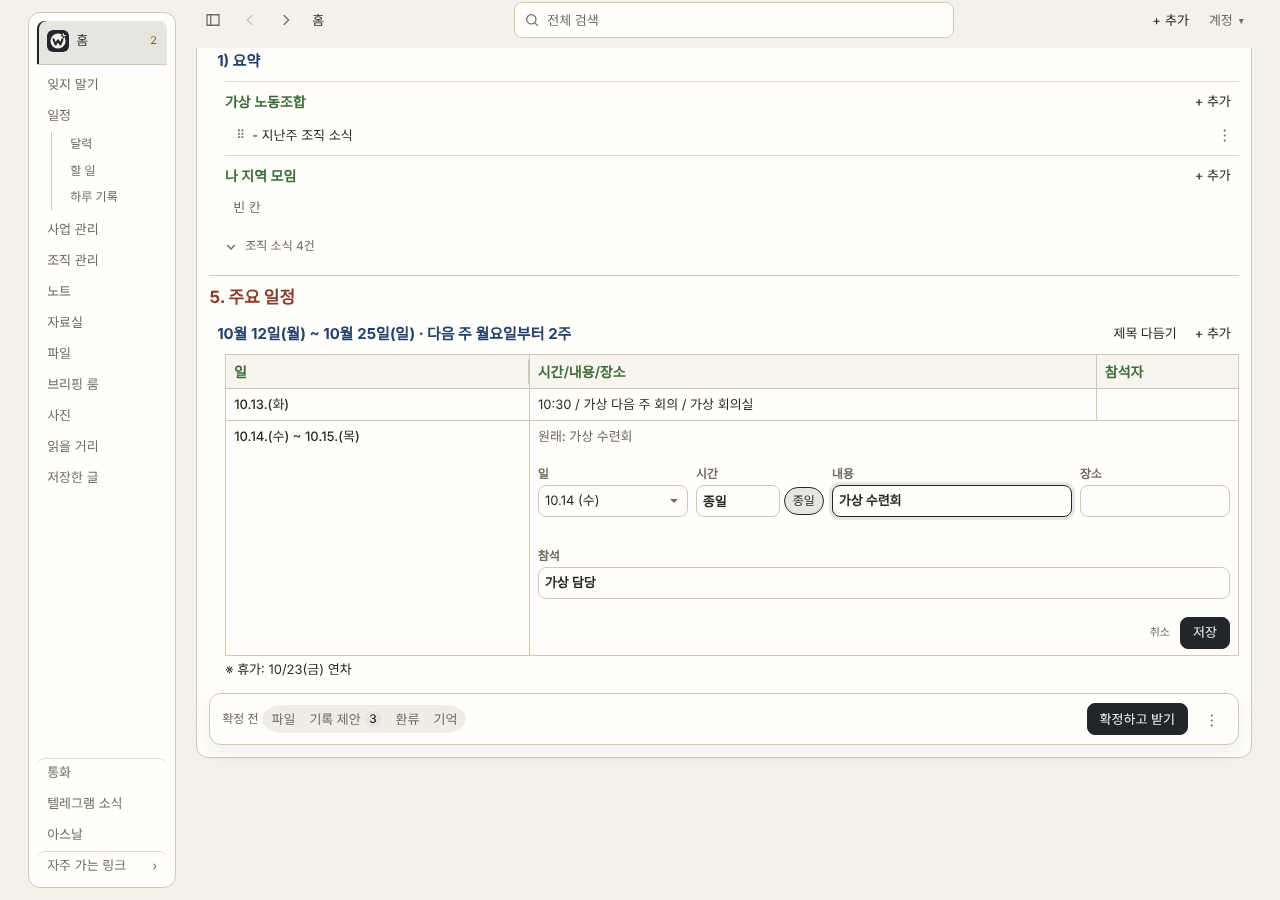 홈 2
잊지 말기
일정
달력
할 일
하루 기록
사업 관리
조직 관리
노트
자료실
파일
브리핑 룸
사진
읽을 거리
저장한 글
통화
텔레그램 소식
아스날
자주 가는 링크 ›
홈
전체 검색
+ 추가 계정 ▾
1) 요약
가상 노동조합 + 추가
- 지난주 조직 소식
나 지역 모임 + 추가
빈 칸
조직 소식 4건
5. 주요 일정
10월 12일(월) ~ 10월 25일(일) · 다음 주 월요일부터 2주 제목 다듬기 + 추가
일 시간/내용/장소 참석자
10.13.(화) 10:30 / 가상 다음 주 회의 / 가상 회의실
10.14.(수) ~ 10.15.(목) 원래: 가상 수련회
일 시간 내용 장소
10.14 (수) 종일 종일 가상 수련회
참석
가상 담당
취소 저장
※ 휴가: 10/23(금) 연차
확정 전 파일 기록 제안 3 환류 기억 확정하고 받기